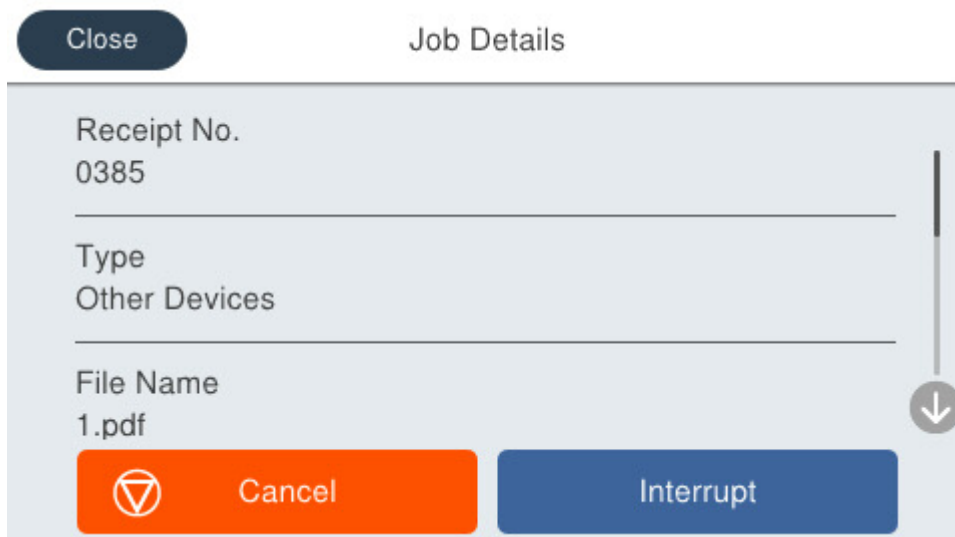 Close
Job Details
Receipt No.
0385
Type
Other Devices
File Name
1.pdf
Cancel
Interrupt